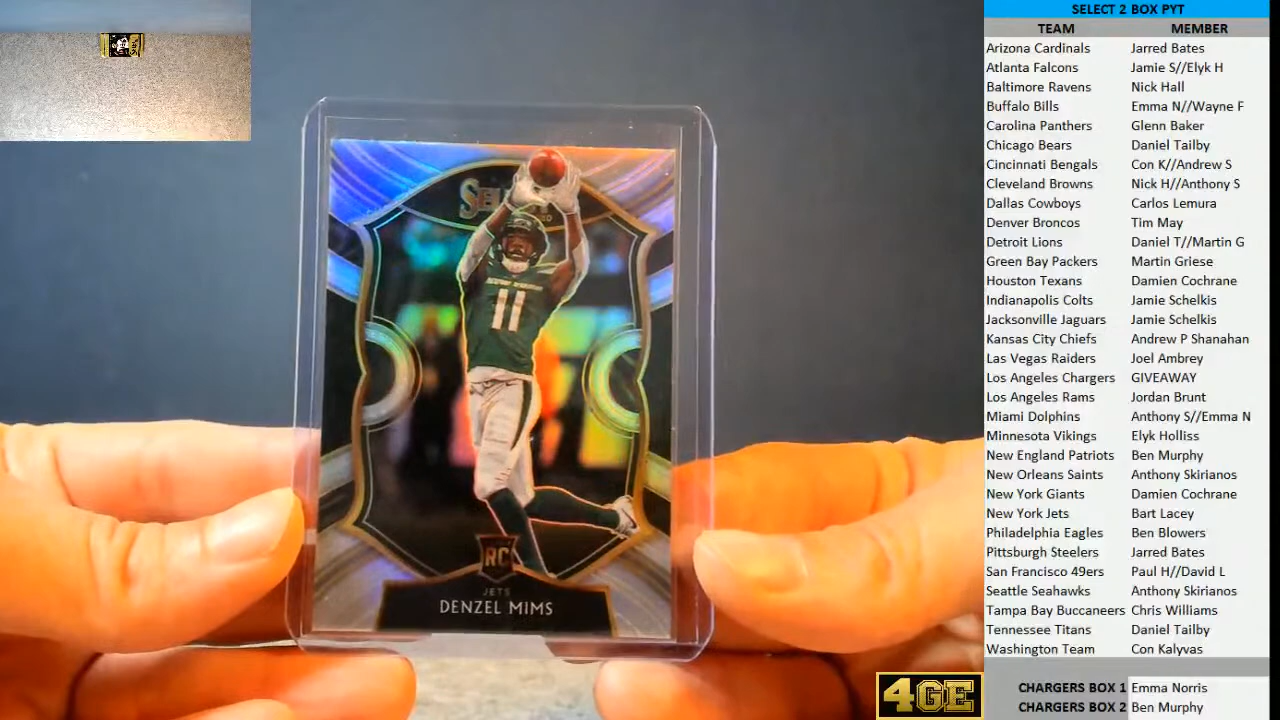 SELECT 2 BOX PYT
TEAM MEMBER
Arizona Cardinals Jarred Bates
Atlanta Falcons Jamie S//Elyk H
Baltimore Ravens Nick Hall
Buffalo Bills Emma N//Wayne F
Carolina Panthers Glenn Baker
Chicago Bears Daniel Tailby
Cincinnati Bengals Con K//Andrew S
Cleveland Browns Nick H//Anthony S
Dallas Cowboys Carlos Lemura
Denver Broncos Tim May
Detroit Lions Daniel T//Martin G
Green Bay Packers Martin Griese
Houston Texans Damien Cochrane
Indianapolis Colts Jamie Schelkis
Jacksonville Jaguars Jamie Schelkis
Kansas City Chiefs Andrew P Shanahan
Las Vegas Raiders Joel Ambrey
Los Angeles Chargers GIVEAWAY
Los Angeles Rams Jordan Brunt
Miami Dolphins Anthony S//Emma N
Minnesota Vikings Elyk Holliss
New England Patriots Ben Murphy
New Orleans Saints Anthony Skirianos
New York Giants Damien Cochrane
New York Jets Bart Lacey
Philadelphia Eagles Ben Blowers
Pittsburgh Steelers Jarred Bates
San Francisco 49ers Paul H//David L
Seattle Seahawks Anthony Skirianos
Tampa Bay Buccaneers Chris Williams
Tennessee Titans Daniel Tailby
Washington Team Con Kalyvas
CHARGERS BOX 1 Emma Norris
CHARGERS BOX 2 Ben Murphy
11
RC
JETS
DENZEL MIMS
4GE